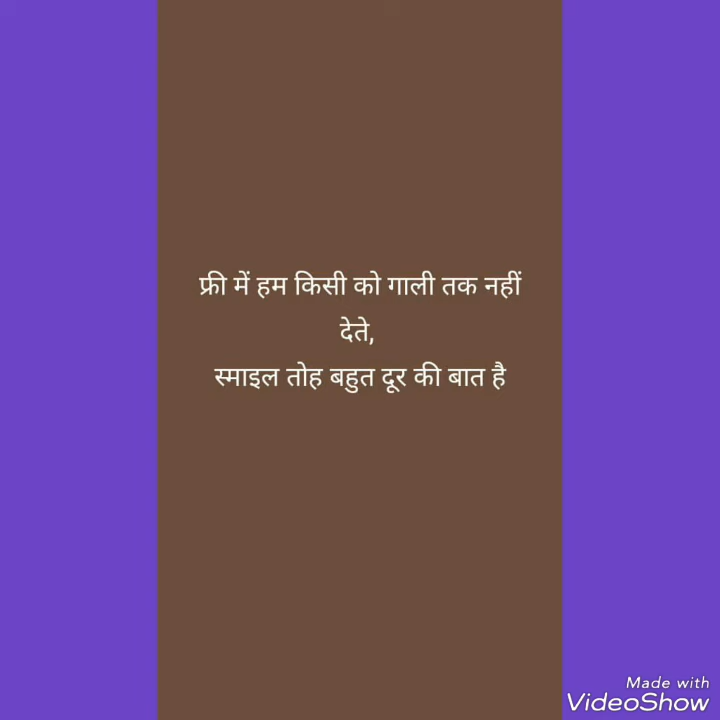 फ्री में हम किसी को गाली तक नहीं
देते,
स्माइल तोह बहुत दूर की बात है
Made with
VideoShow